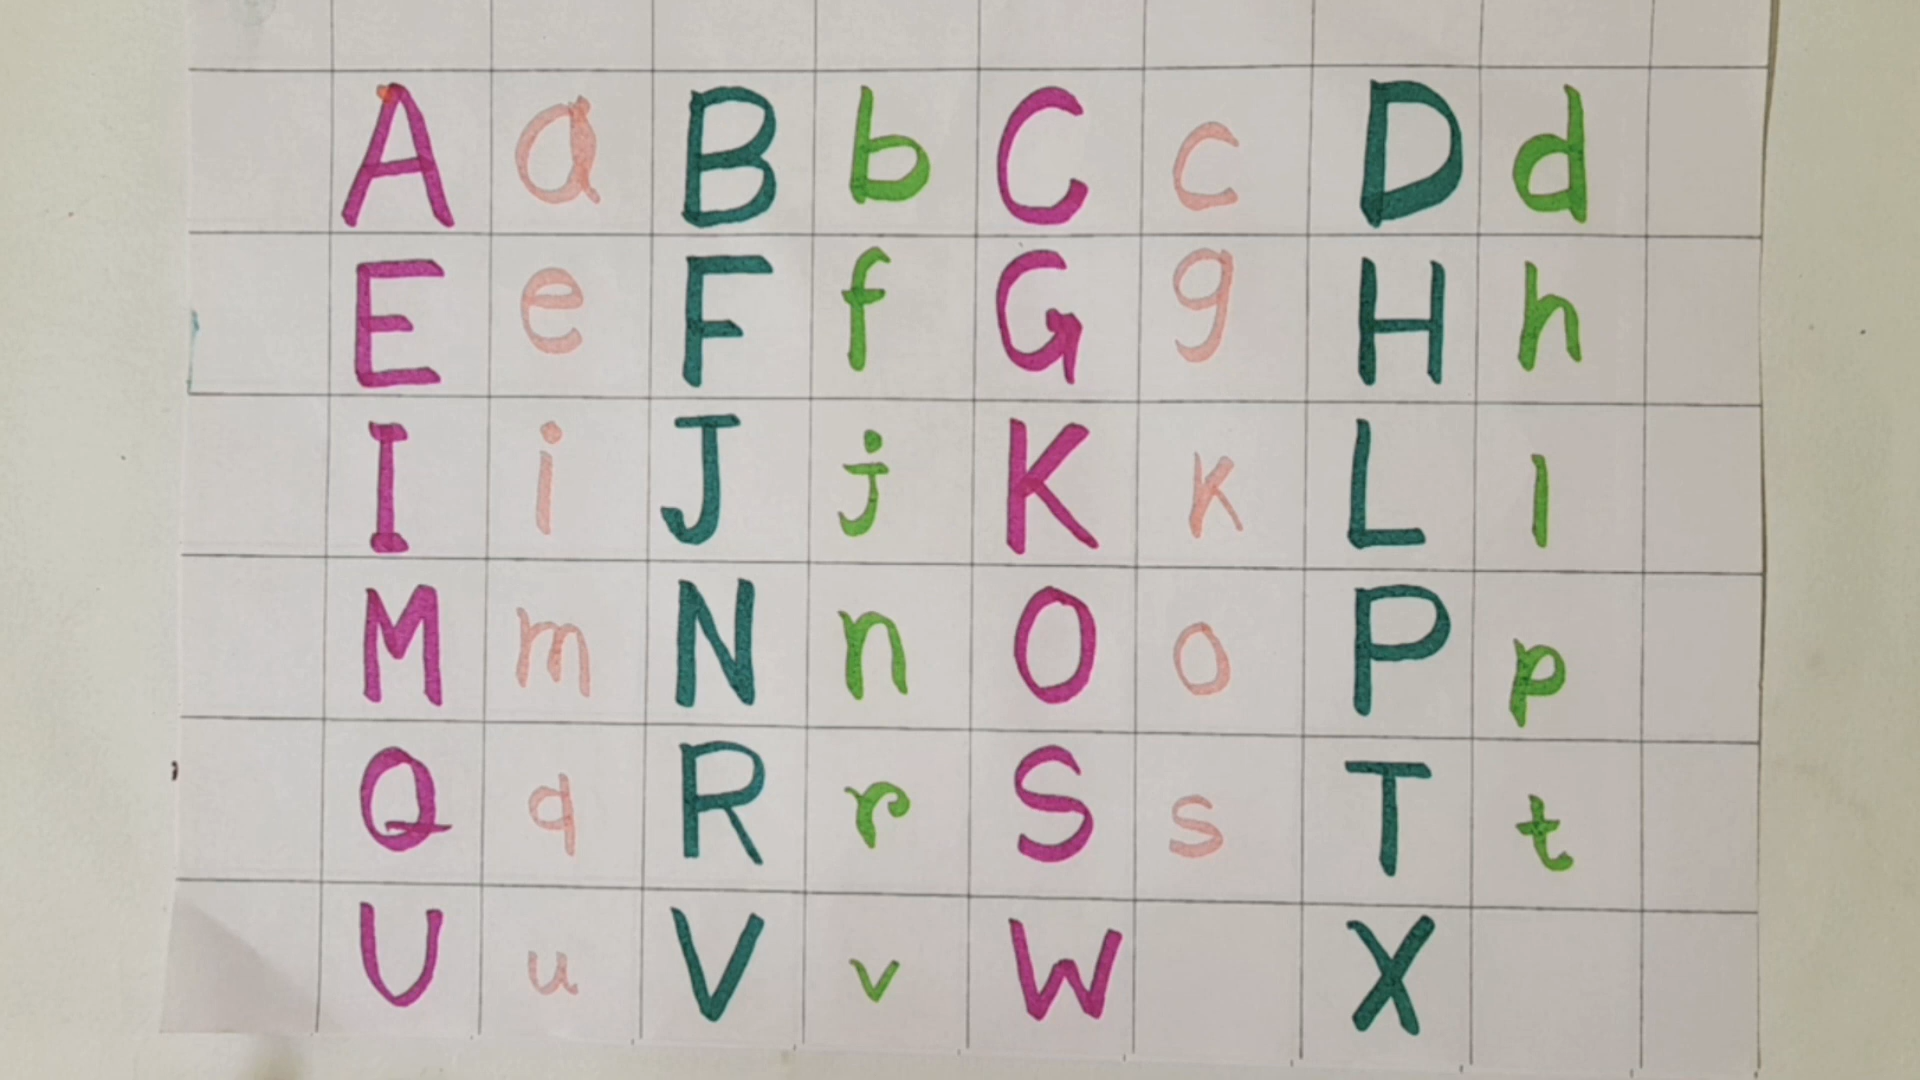 A a B b C c D d
E e F f G g H h
I i J j K k L l
M m N n O o P p
Q q R r S s T t
U u V v W X